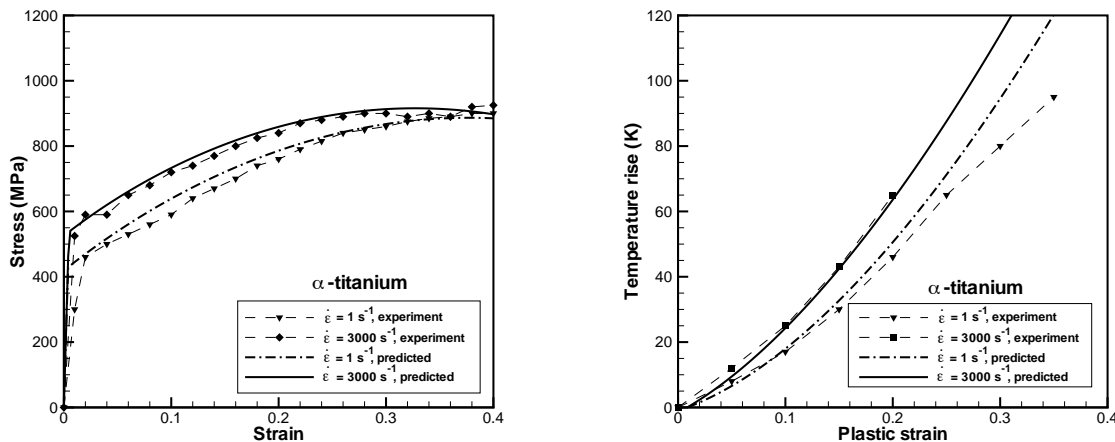 1200
1000
800
600
400
200
0
Stress (MPa)
0
0.1
0.2
0.3
0.4
Strain
α-titanium
ε̇ = 1 s⁻¹, experiment
ε̇ = 3000 s⁻¹, experiment
ε̇ = 1 s⁻¹, predicted
ε̇ = 3000 s⁻¹, predicted
120
100
80
60
40
20
0
Temperature rise (K)
0
0.1
0.2
0.3
0.4
Plastic strain
α-titanium
ε̇ = 1 s⁻¹, experiment
ε̇ = 3000 s⁻¹, experiment
ε̇ = 1 s⁻¹, predicted
ε̇ = 3000 s⁻¹, predicted